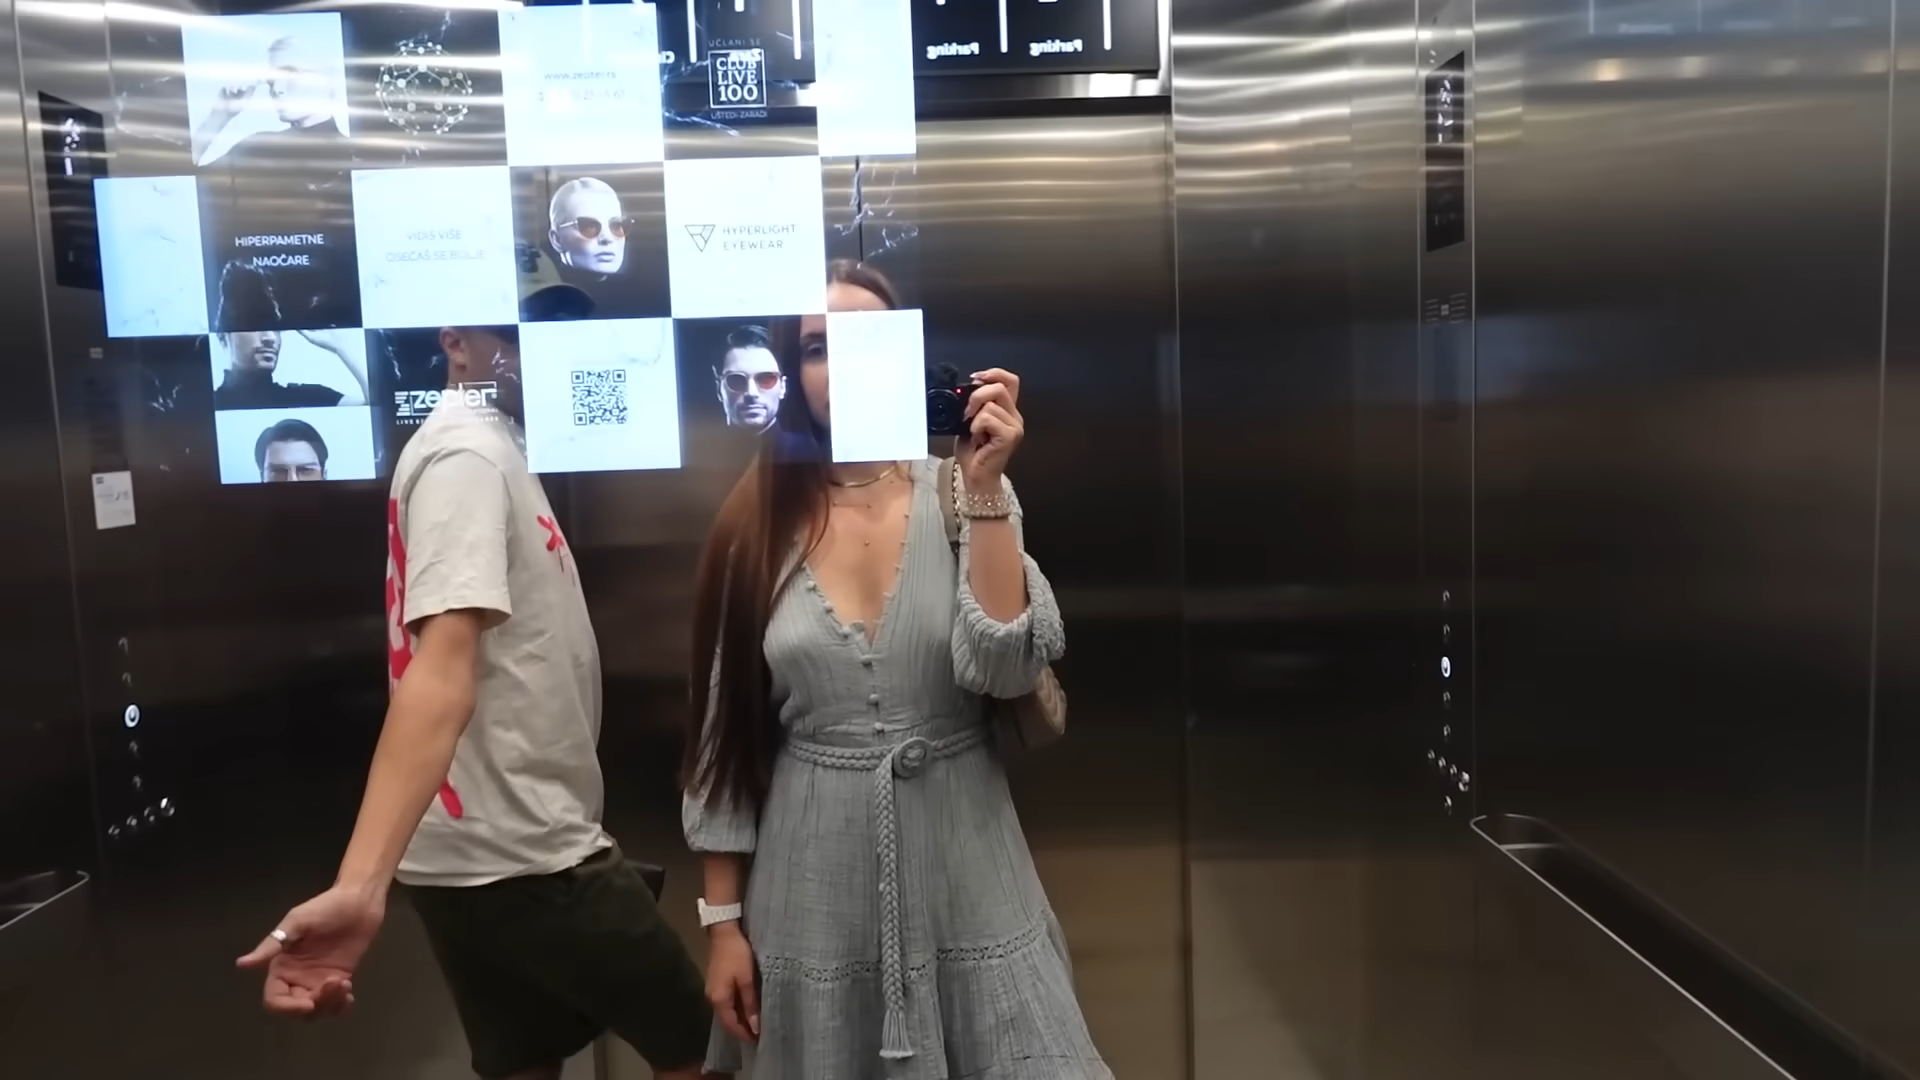 UČLANI SE
CLUB
LIVE
100
UŠTEDI-ZARADI
www.zepter.rs
Parking
Parking
HIPERPAMETNE
NAOČARE
VIDIŠ VIŠE
OSEĆAŠ SE BOLJE
HYPERLIGHT
EYEWEAR
zepter